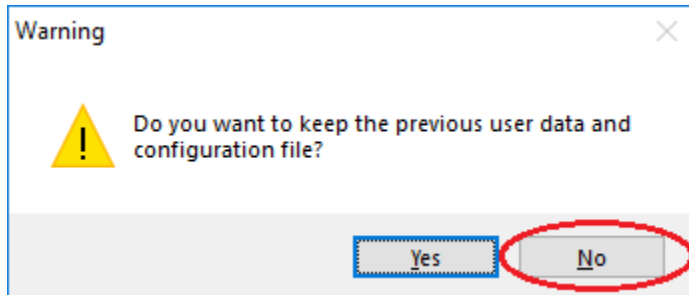 Warning
Do you want to keep the previous user data and
configuration file?
Yes
No